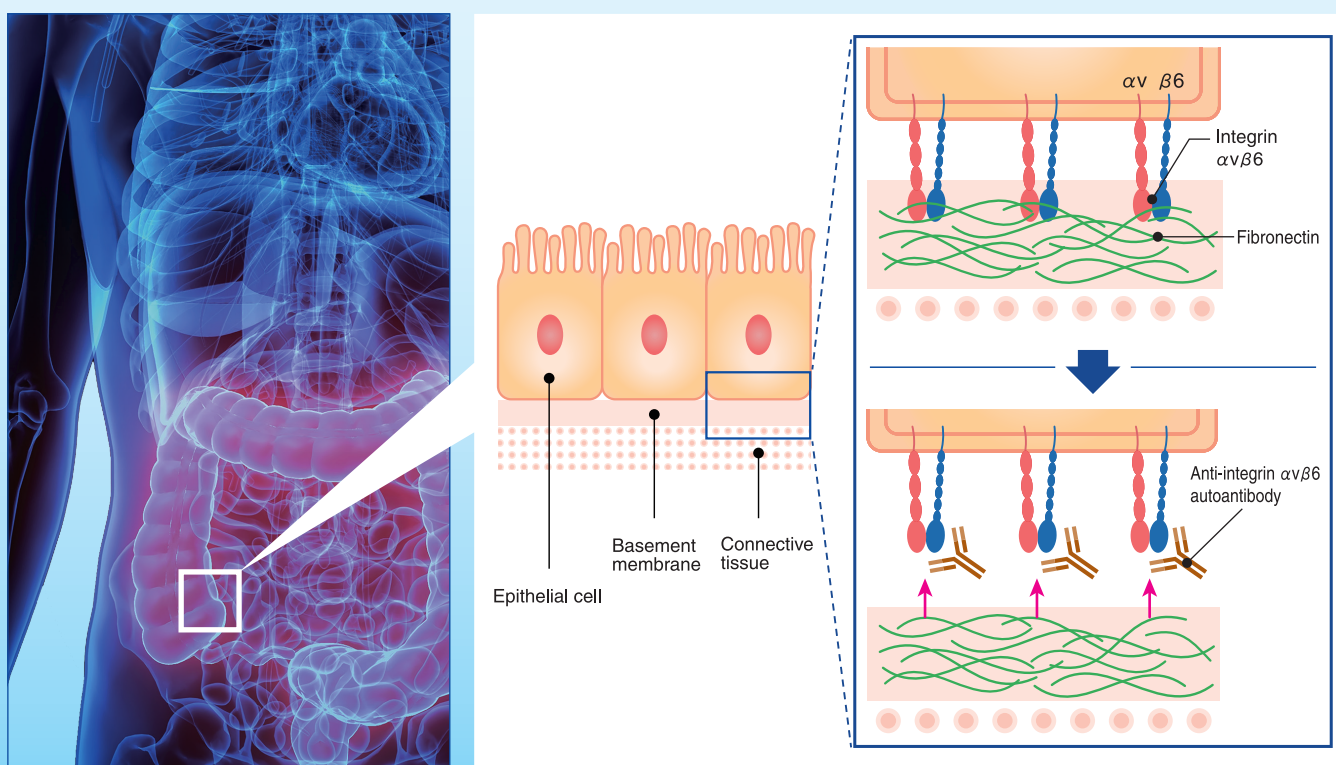 Epithelial cell
Basement
membrane
Connective
tissue
αv β6
Integrin
αvβ6
Fibronectin
Anti-integrin αvβ6
autoantibody